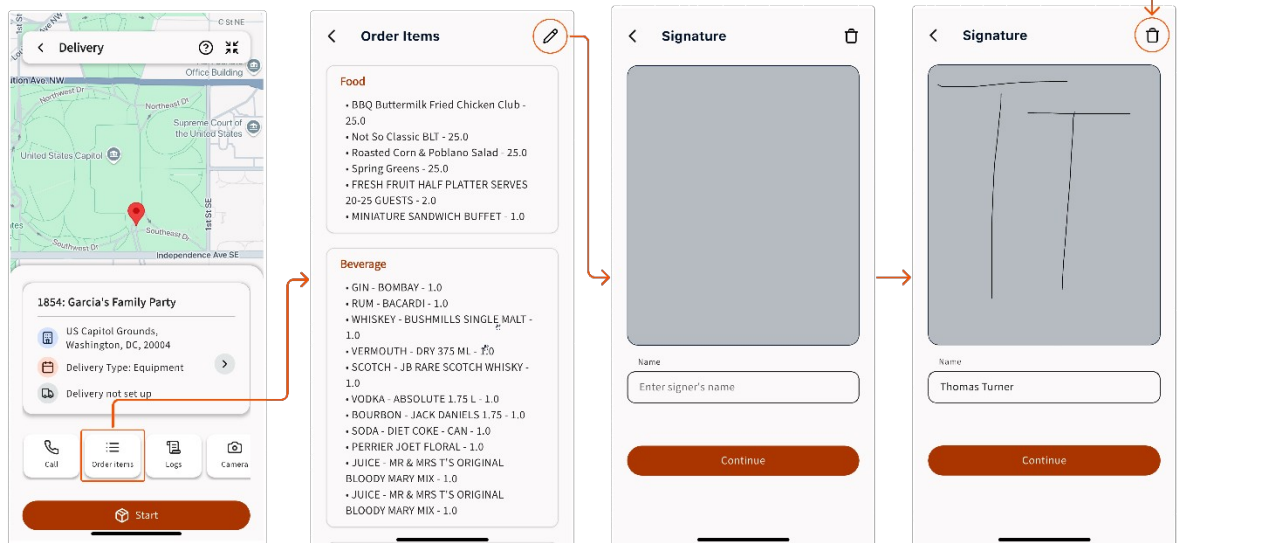 C St NE
Delivery
Office Building
ition Ave NW
Northwest Dr
Northeast Dr
Supreme Court of
the United States
United States Capitol
1st St SE
Southeast Dr
Southwest Dr
Independence Ave SE
1854: Garcia's Family Party
US Capitol Grounds,
Washington, DC, 20004
Delivery Type: Equipment
Delivery not set up
Call
Order items
Logs
Camera
Start
Order Items
Food
• BBQ Buttermilk Fried Chicken Club -
25.0
• Not So Classic BLT - 25.0
• Roasted Corn & Poblano Salad - 25.0
• Spring Greens - 25.0
• FRESH FRUIT HALF PLATTER SERVES
20-25 GUESTS - 2.0
• MINIATURE SANDWICH BUFFET - 1.0
Beverage
• GIN - BOMBAY - 1.0
• RUM - BACARDI - 1.0
• WHISKEY - BUSHMILLS SINGLE MALT -
1.0
• VERMOUTH - DRY 375 ML - 1.0
• SCOTCH - JB RARE SCOTCH WHISKY -
1.0
• VODKA - ABSOLUTE 1.75 L - 1.0
• BOURBON - JACK DANIELS 1.75 - 1.0
• SODA - DIET COKE - CAN - 1.0
• PERRIER JOET FLORAL - 1.0
• JUICE - MR & MRS T'S ORIGINAL
BLOODY MARY MIX - 1.0
• JUICE - MR & MRS T'S ORIGINAL
BLOODY MARY MIX - 1.0
Signature
Name
Enter signer's name
Continue
Signature
TT
Name
Thomas Turner
Continue